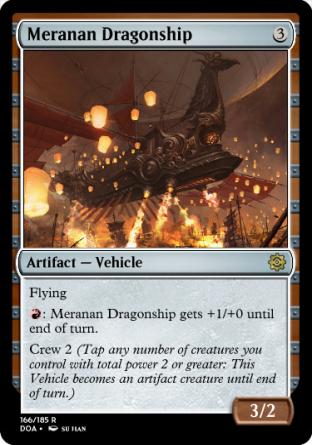 Meranan Dragonship 3
Artifact — Vehicle
Flying
: Meranan Dragonship gets +1/+0 until
end of turn.
Crew 2 (Tap any number of creatures you
control with total power 2 or greater: This
Vehicle becomes an artifact creature until
end of turn.)
3/2
166/185 R
DOA • SU JIAN